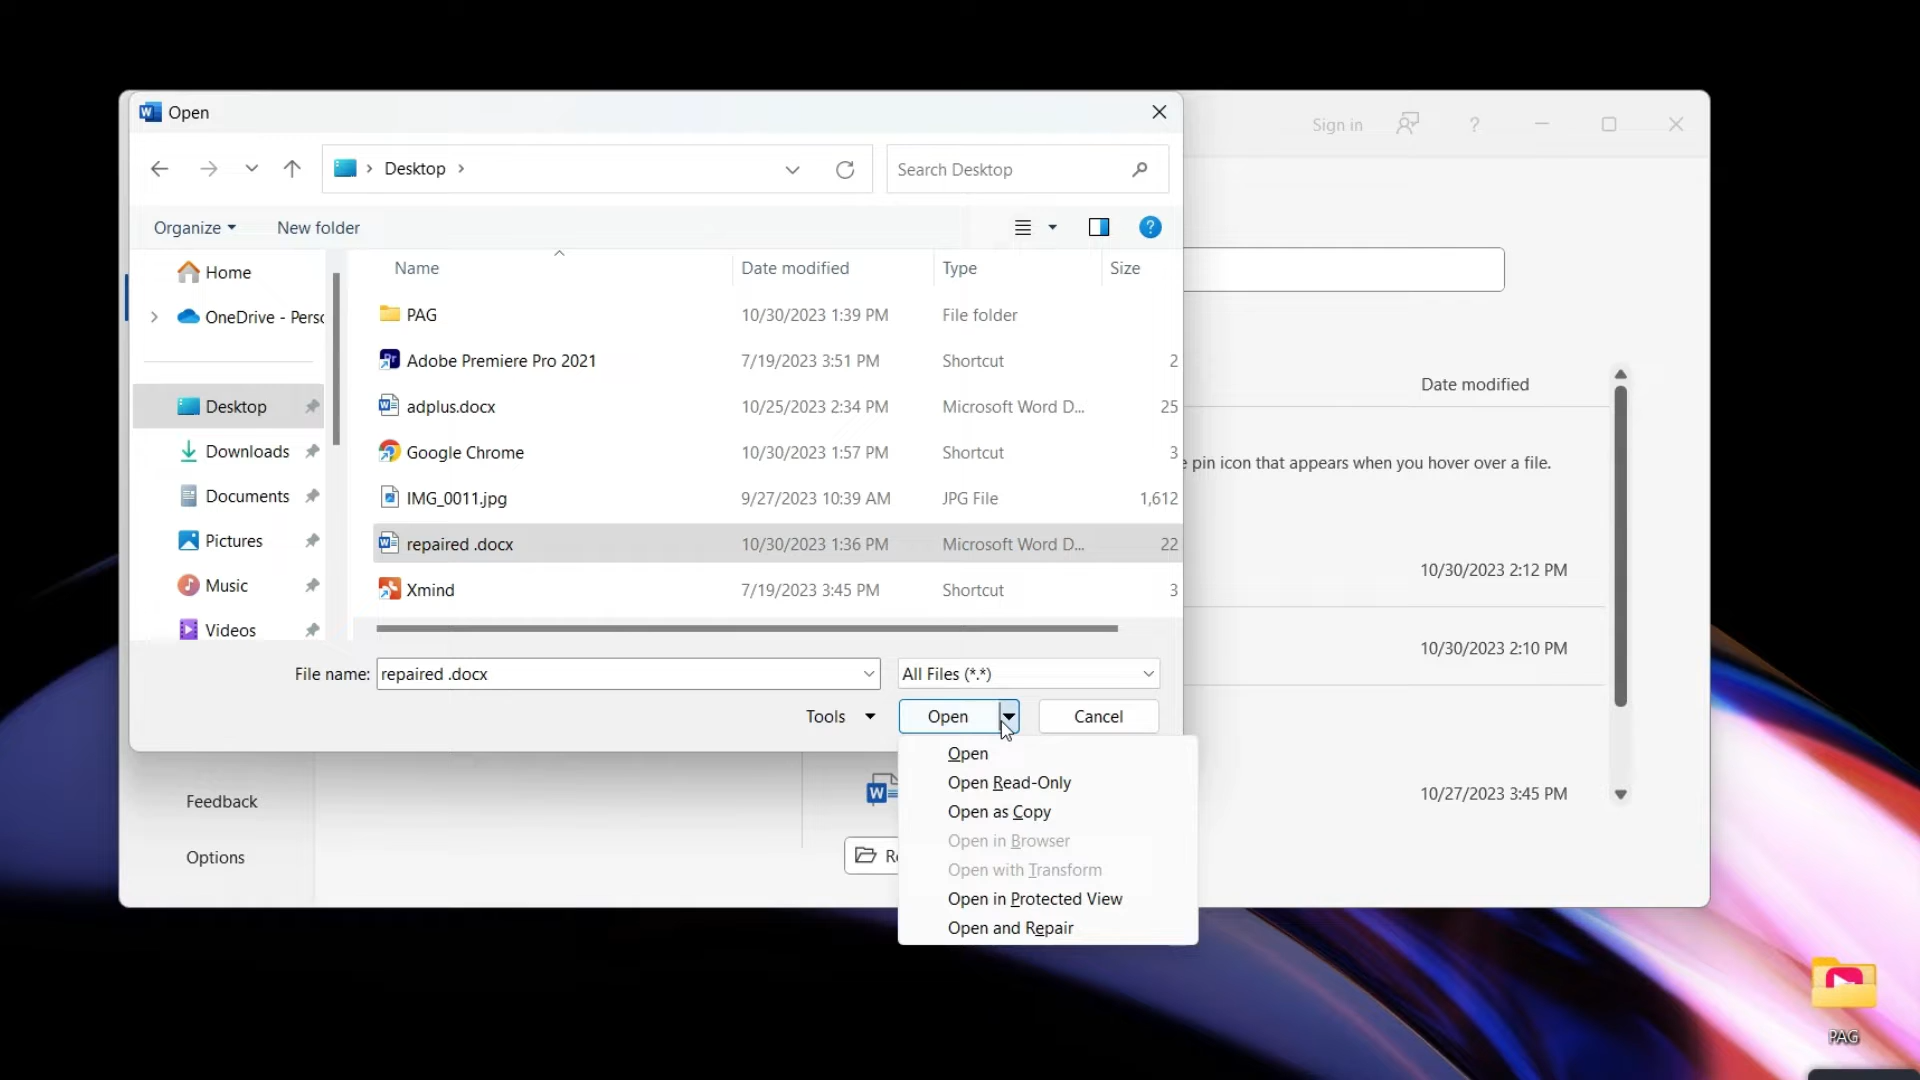 Open
Sign in
?
Desktop
Search Desktop
Organize
New folder
?
Name
Date modified
Type
Size
Home
OneDrive - Perso
Desktop
Downloads
Documents
Pictures
Music
Videos
PAG
10/30/2023 1:39 PM
File folder
Adobe Premiere Pro 2021
7/19/2023 3:51 PM
Shortcut
2
adplus.docx
10/25/2023 2:34 PM
Microsoft Word D...
25
Google Chrome
10/30/2023 1:57 PM
Shortcut
3
IMG_0011.jpg
9/27/2023 10:39 AM
JPG File
1,612
repaired .docx
10/30/2023 1:36 PM
Microsoft Word D...
22
Xmind
7/19/2023 3:45 PM
Shortcut
3
File name:
repaired .docx
All Files (*.*)
Tools
Open
Cancel
Open
Open Read-Only
Open as Copy
Open in Browser
Open with Transform
Open in Protected View
Open and Repair
Date modified
pin icon that appears when you hover over a file.
10/30/2023 2:12 PM
10/30/2023 2:10 PM
10/27/2023 3:45 PM
Feedback
Options
PAG